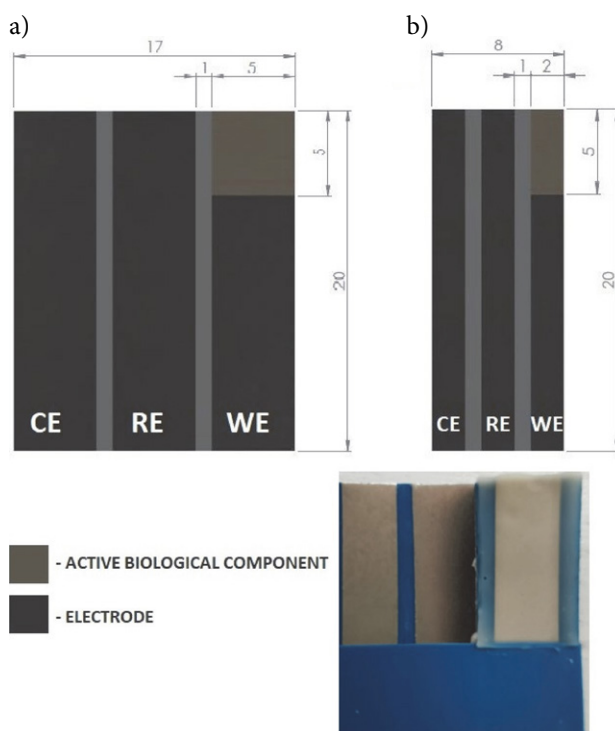 a)
17
1
5
5
20
CE
RE
WE
b)
8
1
2
5
20
CE
RE
WE
- ACTIVE BIOLOGICAL COMPONENT
- ELECTRODE